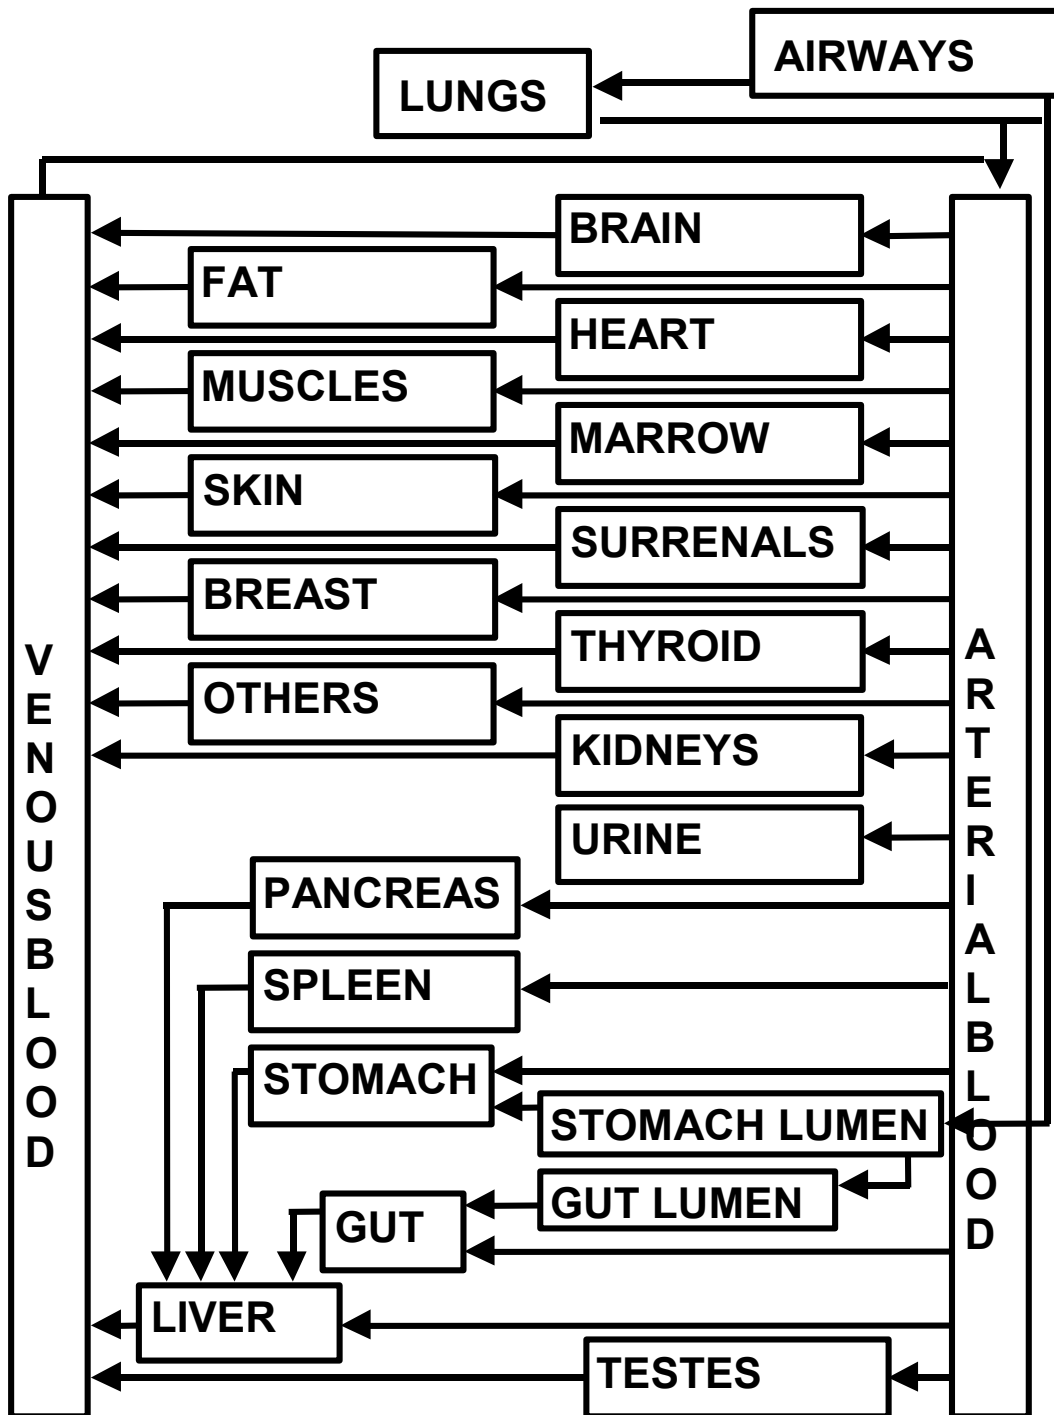 AIRWAYS
LUNGS
BRAIN
FAT
HEART
MUSCLES
MARROW
SKIN
SURRENALS
BREAST
THYROID
OTHERS
KIDNEYS
URINE
PANCREAS
SPLEEN
STOMACH
STOMACH LUMEN
GUT LUMEN
GUT
LIVER
TESTES
VENOUSBLOOD
ARTERIALBLOOD